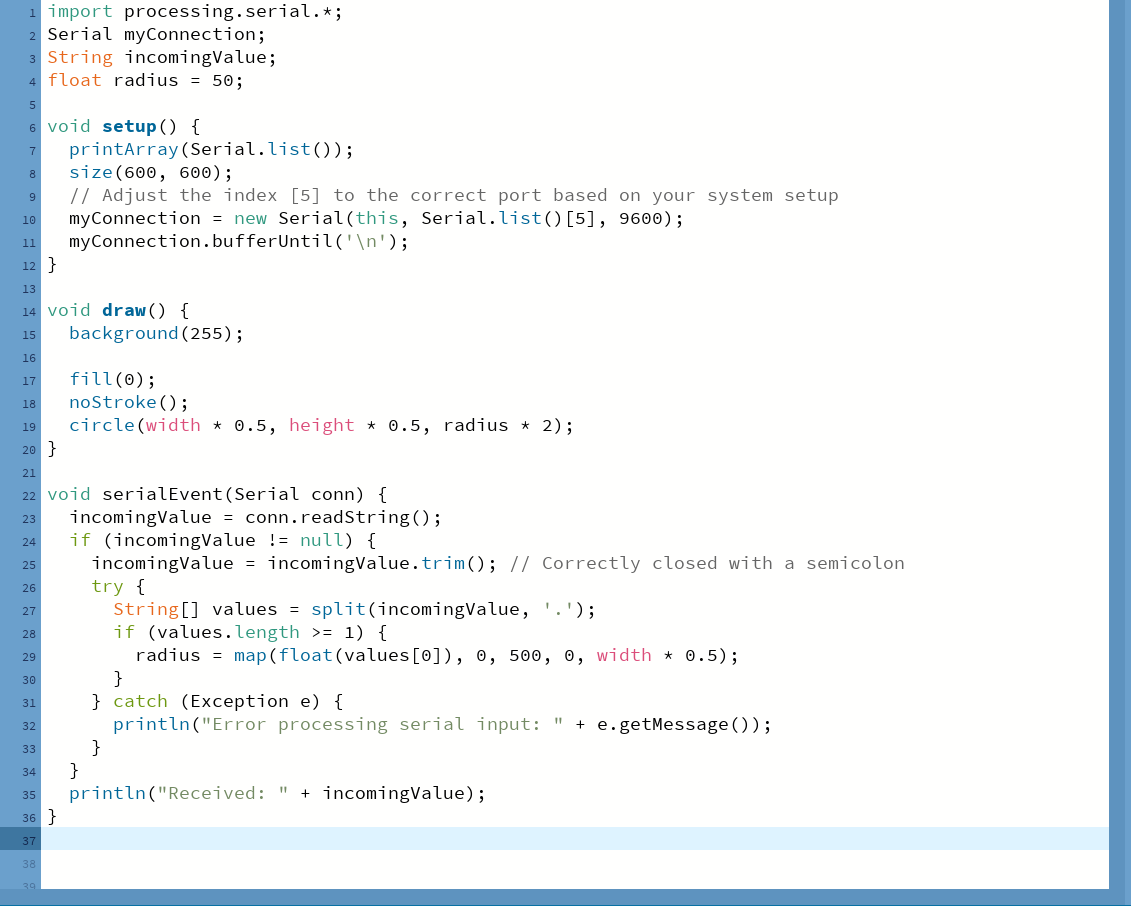 1 import processing.serial.*;
2 Serial myConnection;
3 String incomingValue;
4 float radius = 50;
5
6 void setup() {
7   printArray(Serial.list());
8   size(600, 600);
9   // Adjust the index [5] to the correct port based on your system setup
10   myConnection = new Serial(this, Serial.list()[5], 9600);
11   myConnection.bufferUntil('\n');
12 }
13
14 void draw() {
15   background(255);
16
17   fill(0);
18   noStroke();
19   circle(width * 0.5, height * 0.5, radius * 2);
20 }
21
22 void serialEvent(Serial conn) {
23   incomingValue = conn.readString();
24   if (incomingValue != null) {
25     incomingValue = incomingValue.trim(); // Correctly closed with a semicolon
26     try {
27       String[] values = split(incomingValue, '.');
28       if (values.length >= 1) {
29         radius = map(float(values[0]), 0, 500, 0, width * 0.5);
30       }
31     } catch (Exception e) {
32       println("Error processing serial input: " + e.getMessage());
33     }
34   }
35   println("Received: " + incomingValue);
36 }
37
38
39